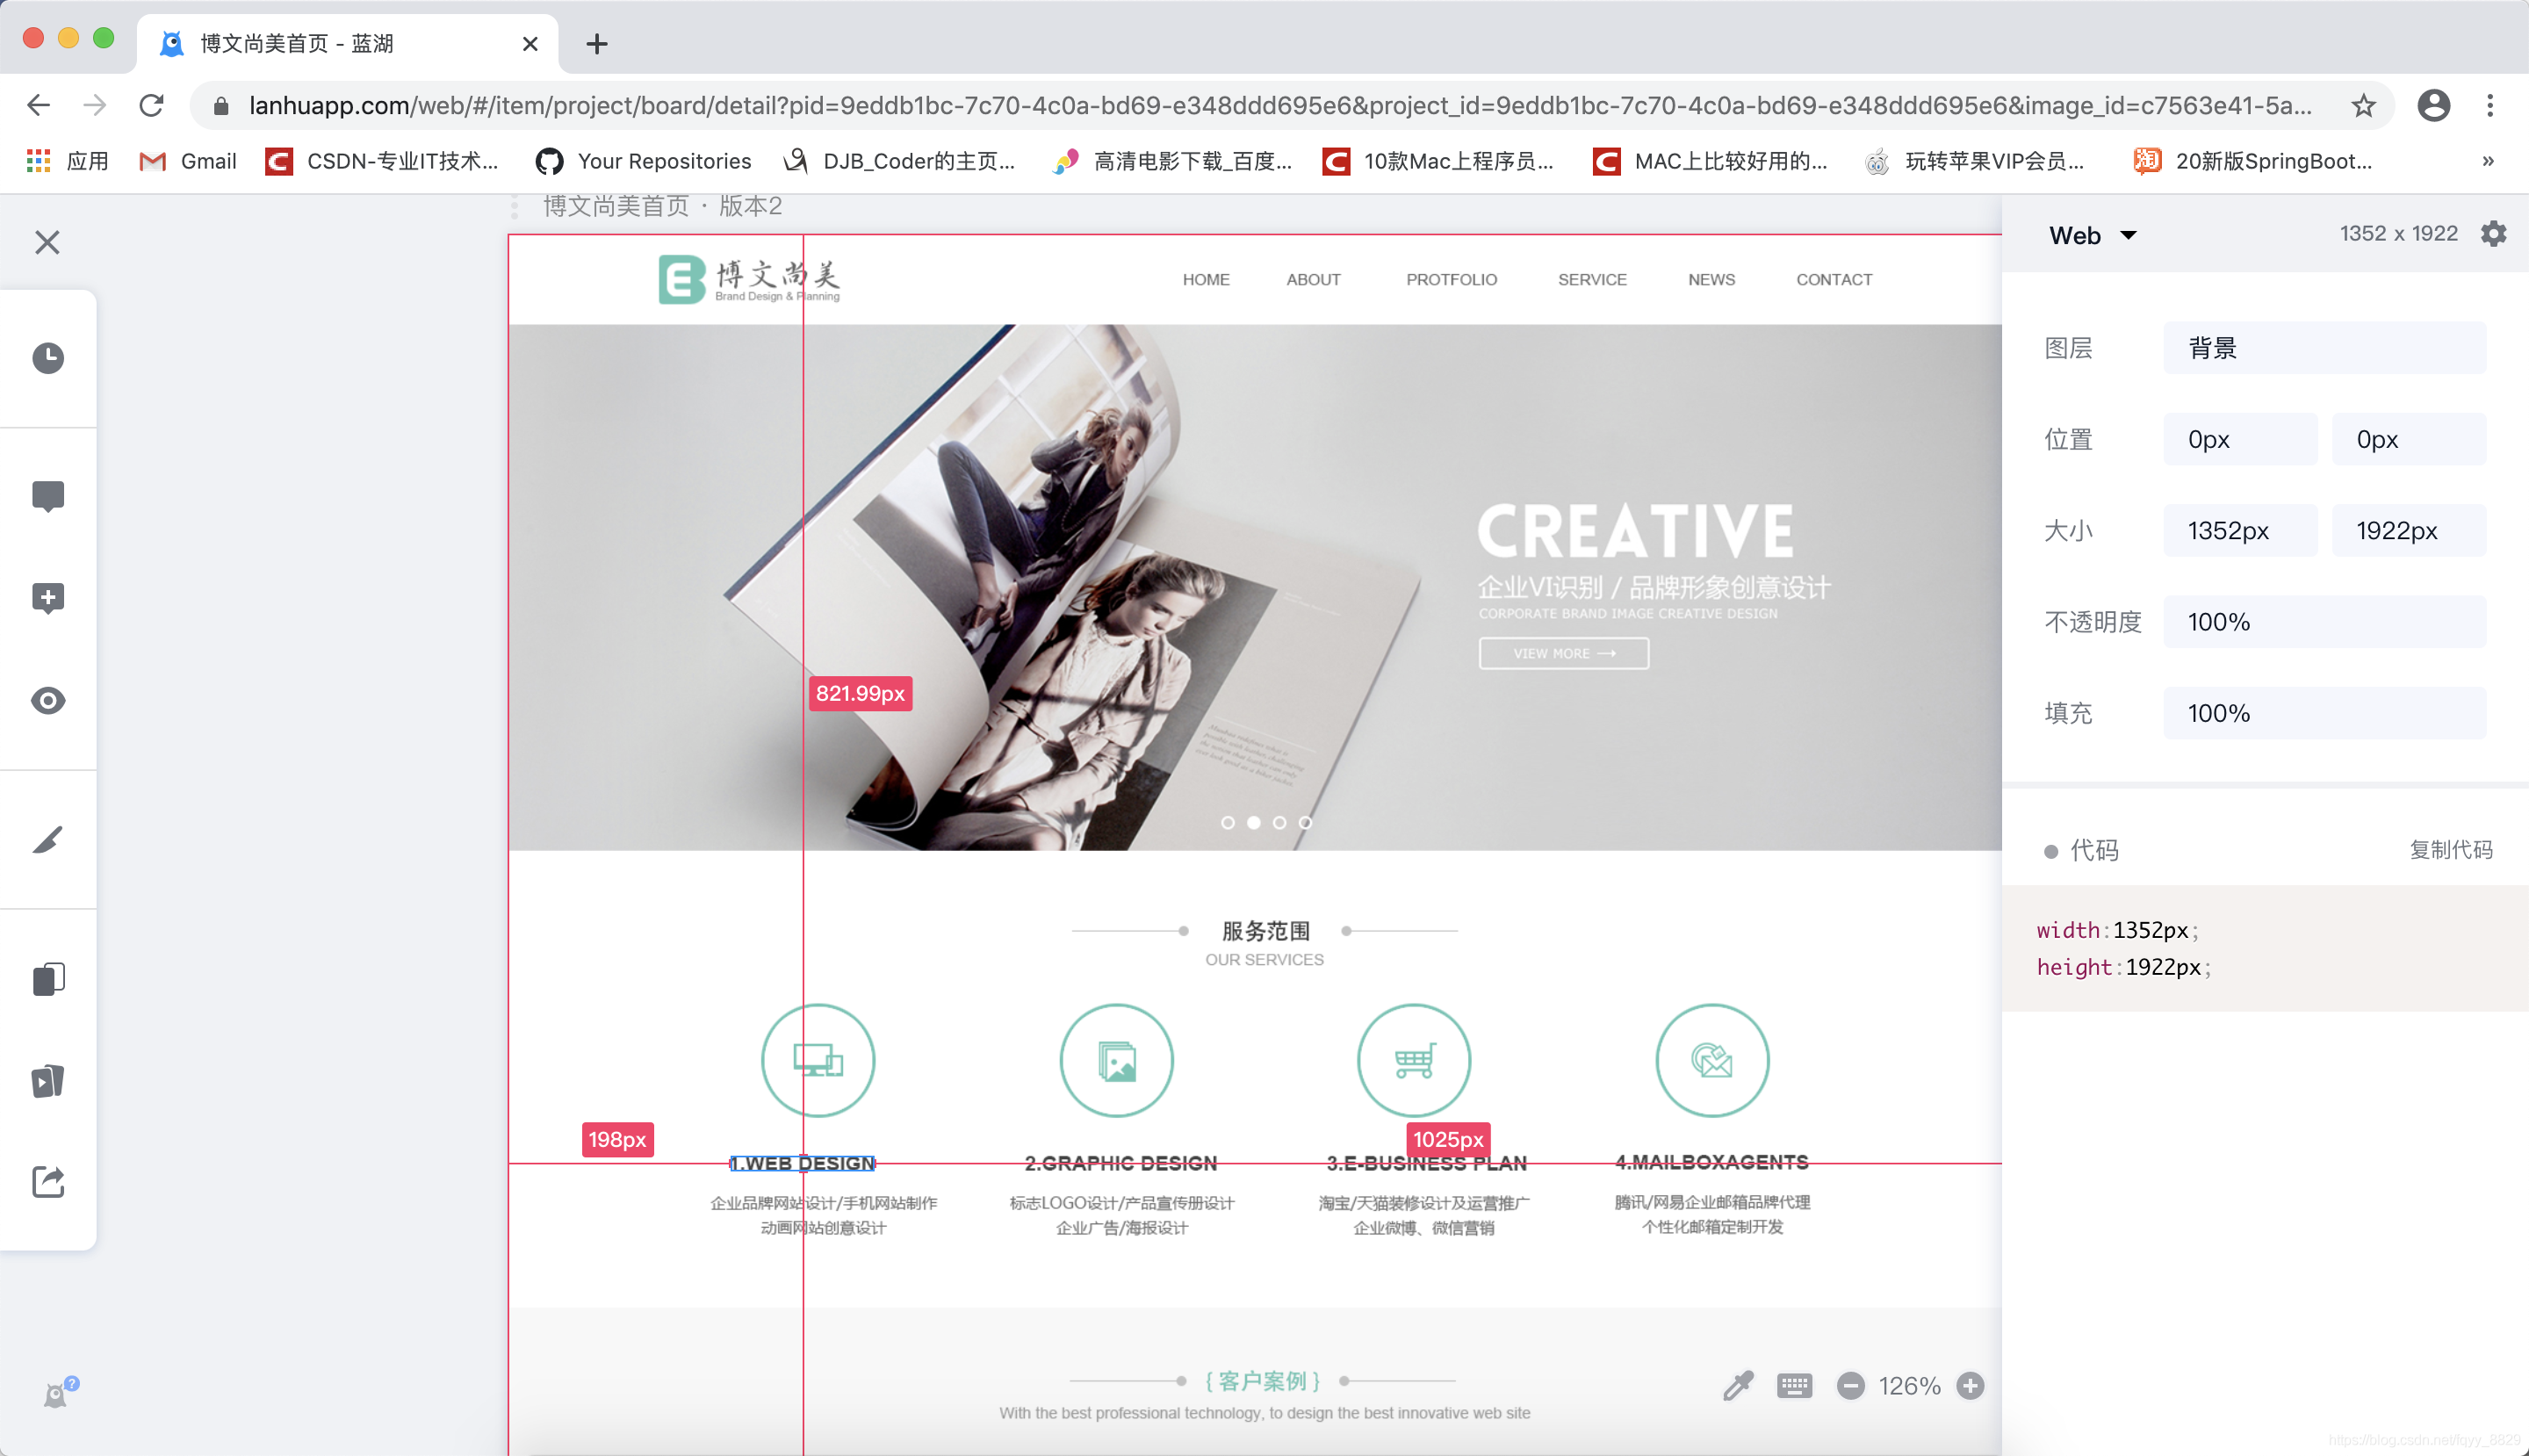 博文尚美首页 - 蓝湖
lanhuapp.com/web/#/item/project/board/detail?pid=9eddb1bc-7c70-4c0a-bd69-e348ddd695e6&project_id=9eddb1bc-7c70-4c0a-bd69-e348ddd695e6&image_id=c7563e41-5a...
应用 Gmail CSDN-专业IT技术... Your Repositories DJB_Coder的主页... 高清电影下载_百度... 10款Mac上程序员... MAC上比较好用的... 玩转苹果VIP会员... 20新版SpringBoot... »
博文尚美首页 · 版本2
Web 1352 x 1922
博文尚美
Brand Design & Planning
HOME ABOUT PROTFOLIO SERVICE NEWS CONTACT
图层 背景
位置 0px 0px
大小 1352px 1922px
不透明度 100%
填充 100%
CREATIVE
企业VI识别 / 品牌形象创意设计
CORPORATE BRAND IMAGE CREATIVE DESIGN
VIEW MORE
821.99px
代码 复制代码
width:1352px;
height:1922px;
服务范围
OUR SERVICES
198px 1025px
1.WEB DESIGN 2.GRAPHIC DESIGN 3.E-BUSINESS PLAN 4.MAILBOXAGENTS
企业品牌网站设计/手机网站制作 标志LOGO设计/产品宣传册设计 淘宝/天猫装修设计及运营推广 腾讯/网易企业邮箱品牌代理
动画网站创意设计 企业广告/海报设计 企业微博、微信营销 个性化邮箱定制开发
{ 客户案例 }
With the best professional technology, to design the best innovative web site
126%
https://blog.csdn.net/lqyy_8829